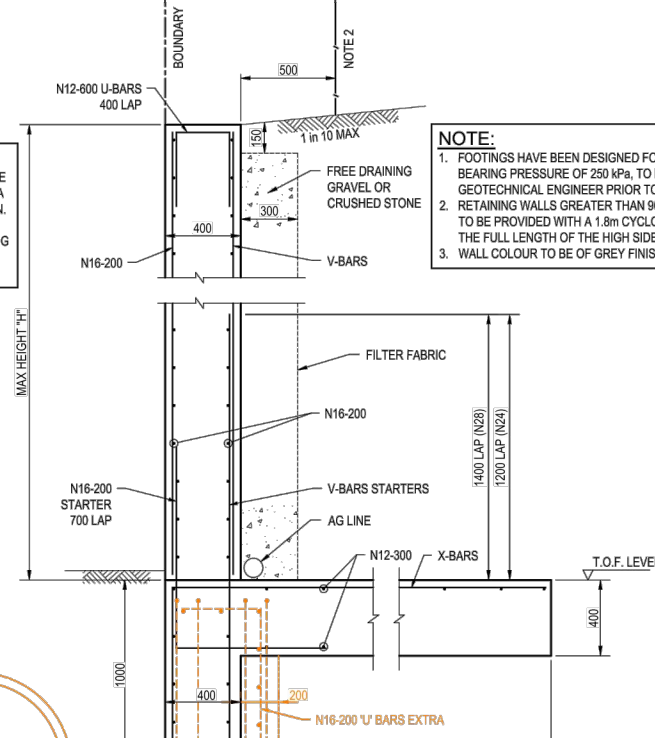 BOUNDARY
NOTE 2
N12-600 U-BARS
400 LAP
500
150
1 in 10 MAX
FREE DRAINING
GRAVEL OR
CRUSHED STONE
400
300
N16-200
V-BARS
E
A
N.
G
NOTE:
1. FOOTINGS HAVE BEEN DESIGNED FO
BEARING PRESSURE OF 250 kPa, TO
GEOTECHNICAL ENGINEER PRIOR TO
2. RETAINING WALLS GREATER THAN 9
TO BE PROVIDED WITH A 1.8m CYCLO
THE FULL LENGTH OF THE HIGH SIDE
3. WALL COLOUR TO BE OF GREY FINIS
MAX HEIGHT "H"
FILTER FABRIC
N16-200
1400 LAP (N28)
1200 LAP (N24)
N16-200
STARTER
700 LAP
V-BARS STARTERS
AG LINE
N12-300
X-BARS
T.O.F. LEVE
400
1000
400
200
N16-200 'U' BARS EXTRA